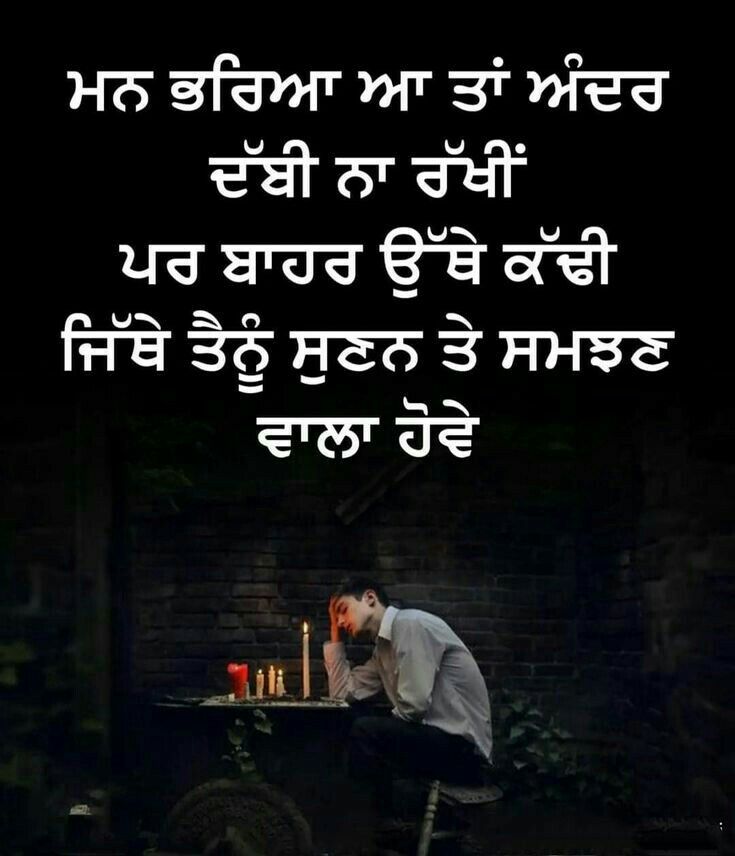 ਮਨ ਭਰਿਆ ਆ ਤਾਂ ਅੰਦਰ
ਦੱਬੀ ਨਾ ਰੱਖੀਂ
ਪਰ ਬਾਹਰ ਉੱਥੇ ਕੱਢੀ
ਜਿੱਥੇ ਤੈਨੂੰ ਸੁਣਨ ਤੇ ਸਮਝਣ
ਵਾਲਾ ਹੋਵੇ